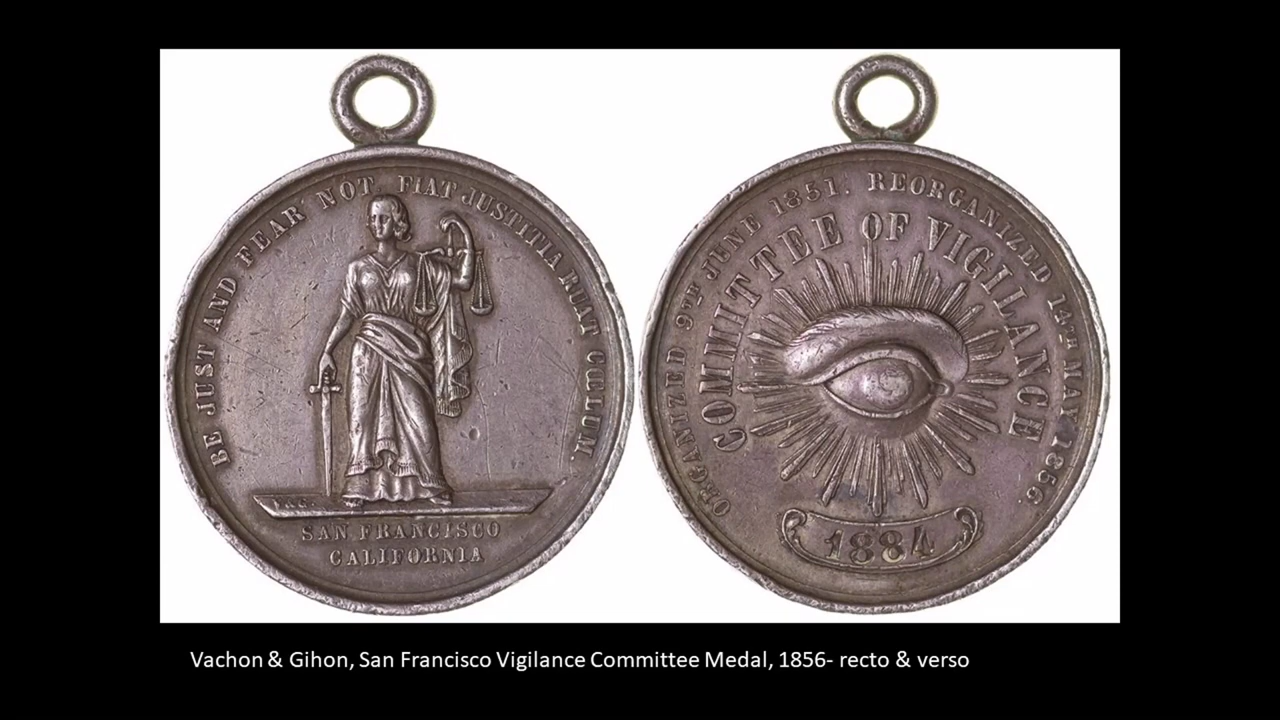 BE JUST AND FEAR NOT. FIAT JUSTITIA RUAT CŒLUM.
SAN FRANCISCO
CALIFORNIA
ORGANIZED 9TH JUNE 1851. REORGANIZED 14TH MAY 1856.
COMMITTEE OF VIGILANCE
1884
Vachon & Gihon, San Francisco Vigilance Committee Medal, 1856- recto & verso